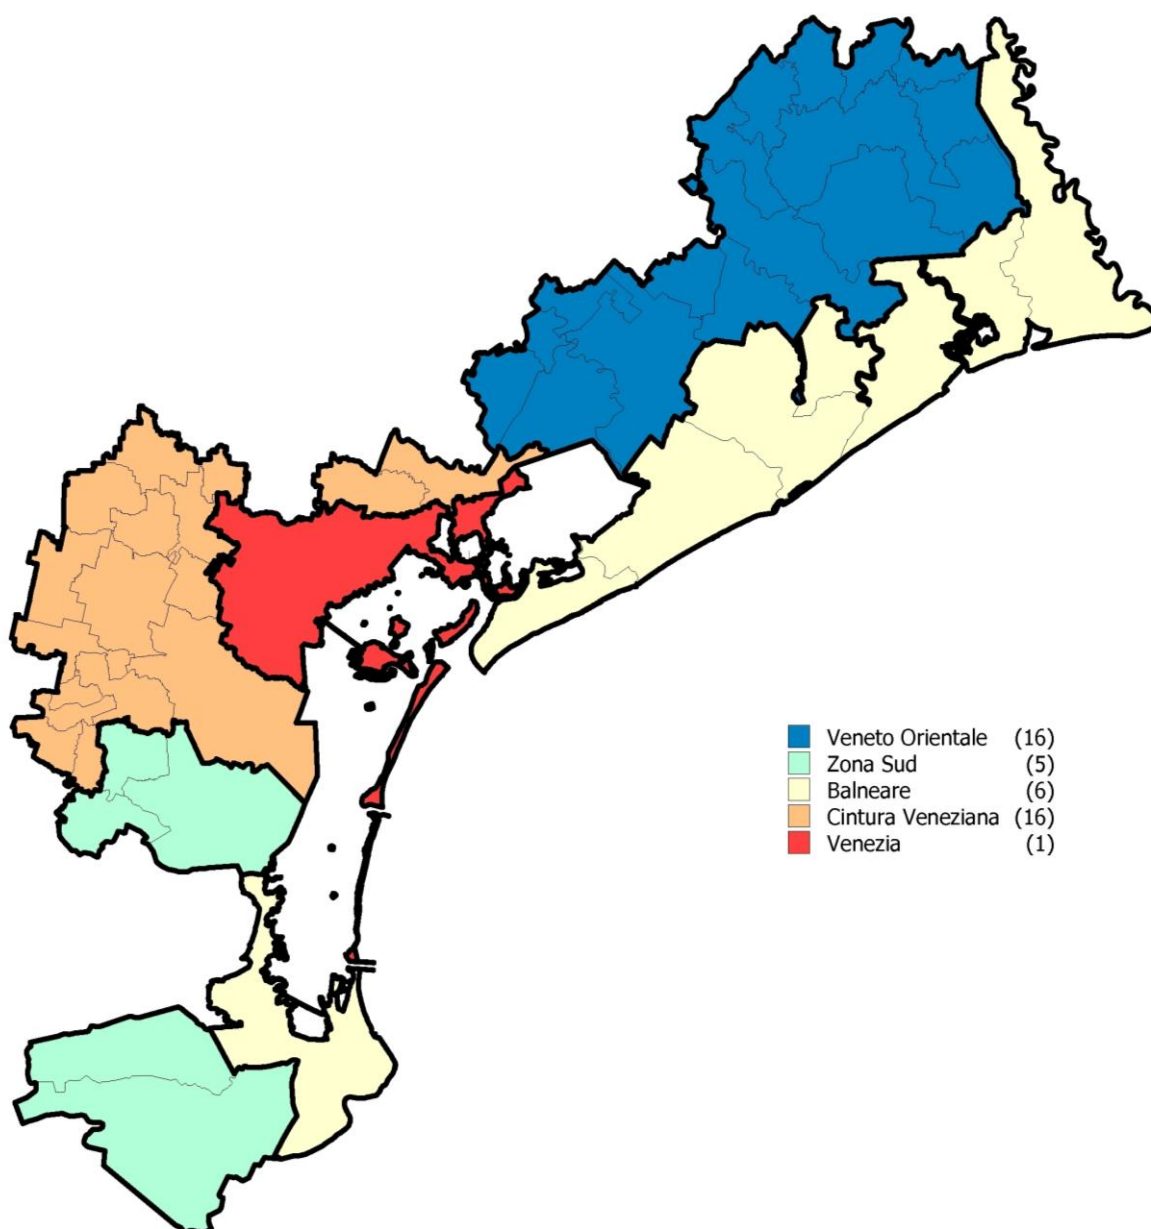 Veneto Orientale (16)
Zona Sud (5)
Balneare (6)
Cintura Veneziana (16)
Venezia (1)